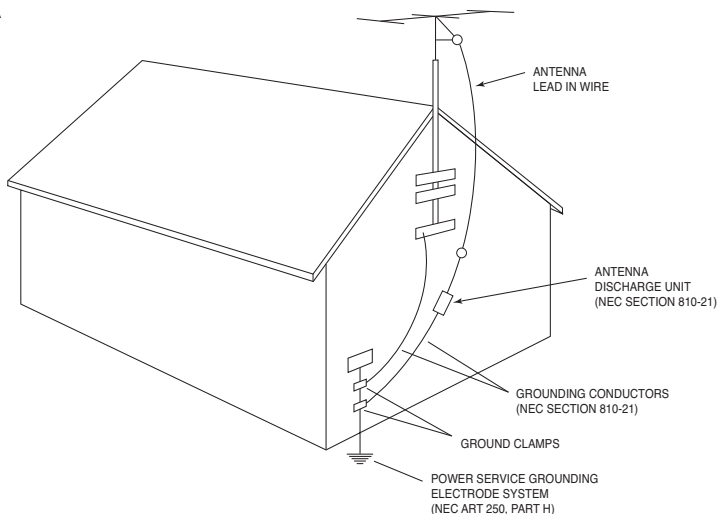 ANTENNA
LEAD IN WIRE
ANTENNA
DISCHARGE UNIT
(NEC SECTION 810-21)
GROUNDING CONDUCTORS
(NEC SECTION 810-21)
GROUND CLAMPS
POWER SERVICE GROUNDING
ELECTRODE SYSTEM
(NEC ART 250, PART H)